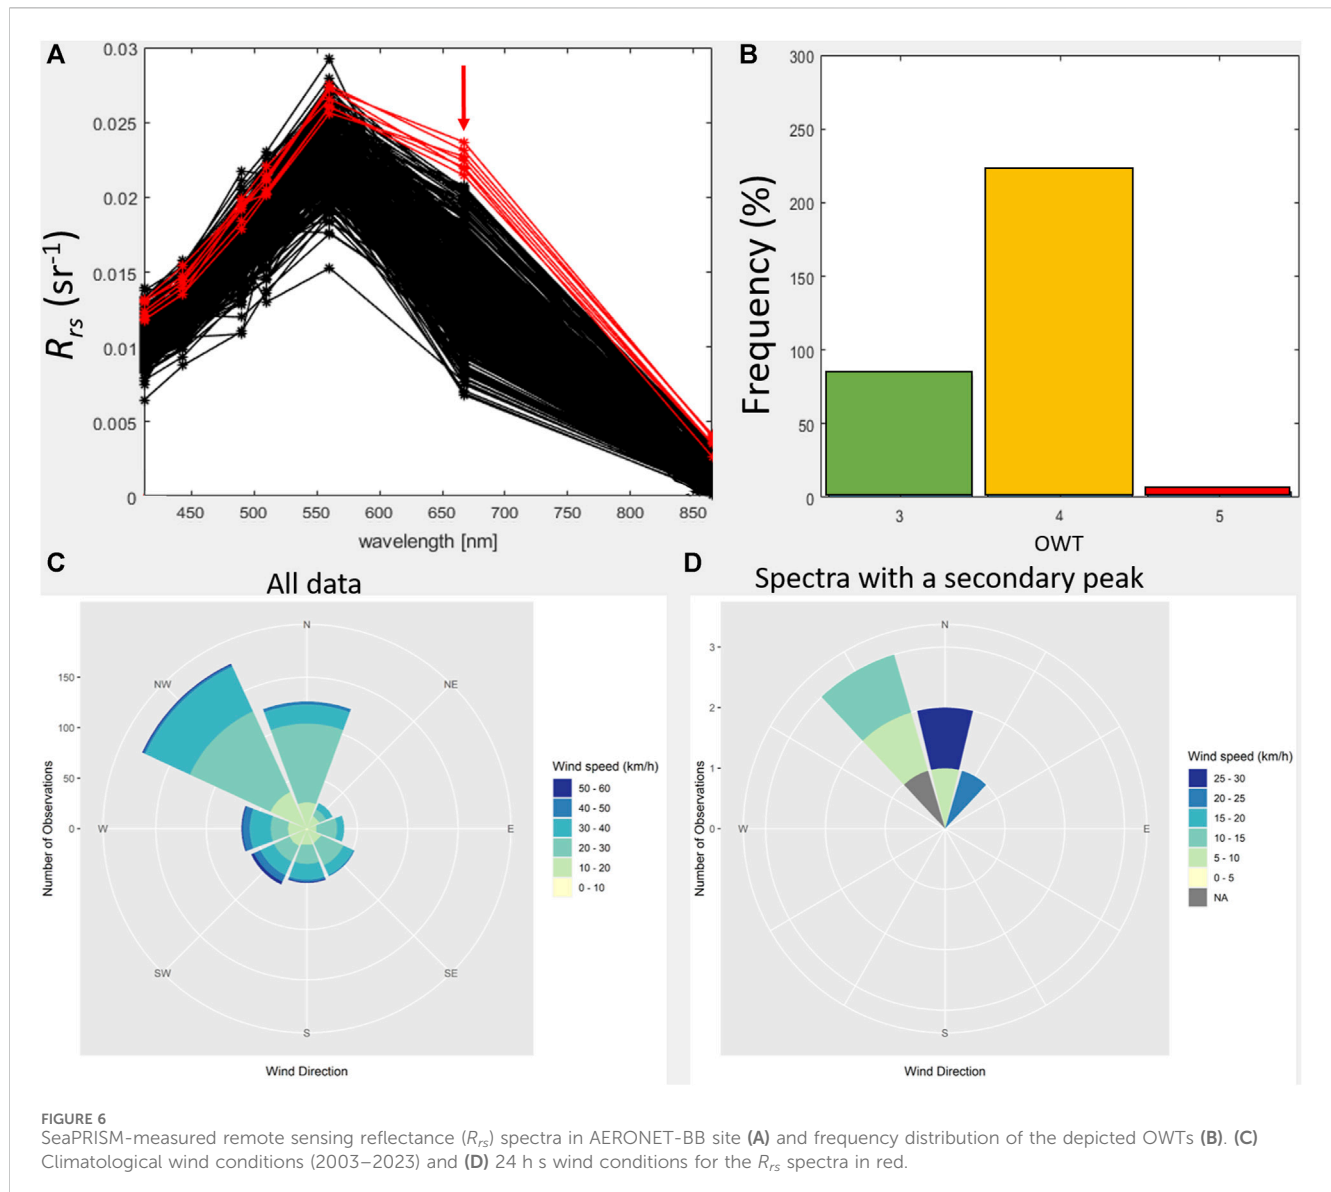 A
0.03
0.025
0.02
0.015
0.01
0.005
0
Rrs (sr-1)
450 500 550 600 650 700 750 800 850
wavelength [nm]
B
300
250
200
150
100
50
0
Frequency (%)
3 4 5
OWT
C
All data
N
NE
E
SE
S
SW
W
NW
150
100
50
0
Number of Observations
Wind Direction
Wind speed (km/h)
50 - 60
40 - 50
30 - 40
20 - 30
10 - 20
0 - 10
D
Spectra with a secondary peak
N
E
S
W
3
2
1
0
Number of Observations
Wind Direction
Wind speed (km/h)
25 - 30
20 - 25
15 - 20
10 - 15
5 - 10
0 - 5
NA
FIGURE 6
SeaPRISM-measured remote sensing reflectance (Rrs) spectra in AERONET-BB site (A) and frequency distribution of the depicted OWTs (B). (C)
Climatological wind conditions (2003–2023) and (D) 24 h s wind conditions for the Rrs spectra in red.